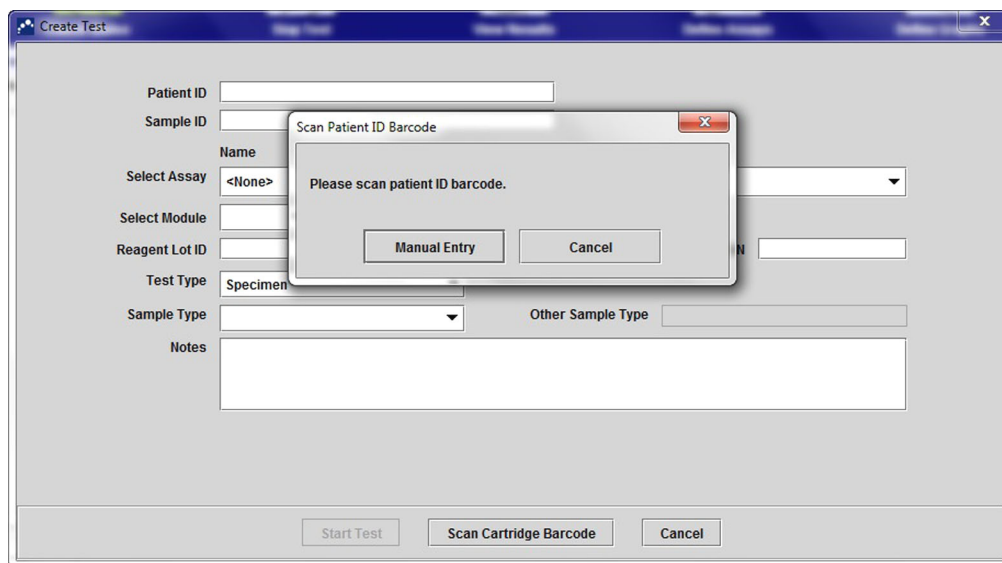 Create Test
Patient ID
Sample ID
Scan Patient ID Barcode
Name
Select Assay <None>
Please scan patient ID barcode.
Select Module
Manual Entry Cancel
Reagent Lot ID N
Test Type Specimen
Sample Type Other Sample Type
Notes
Start Test Scan Cartridge Barcode Cancel